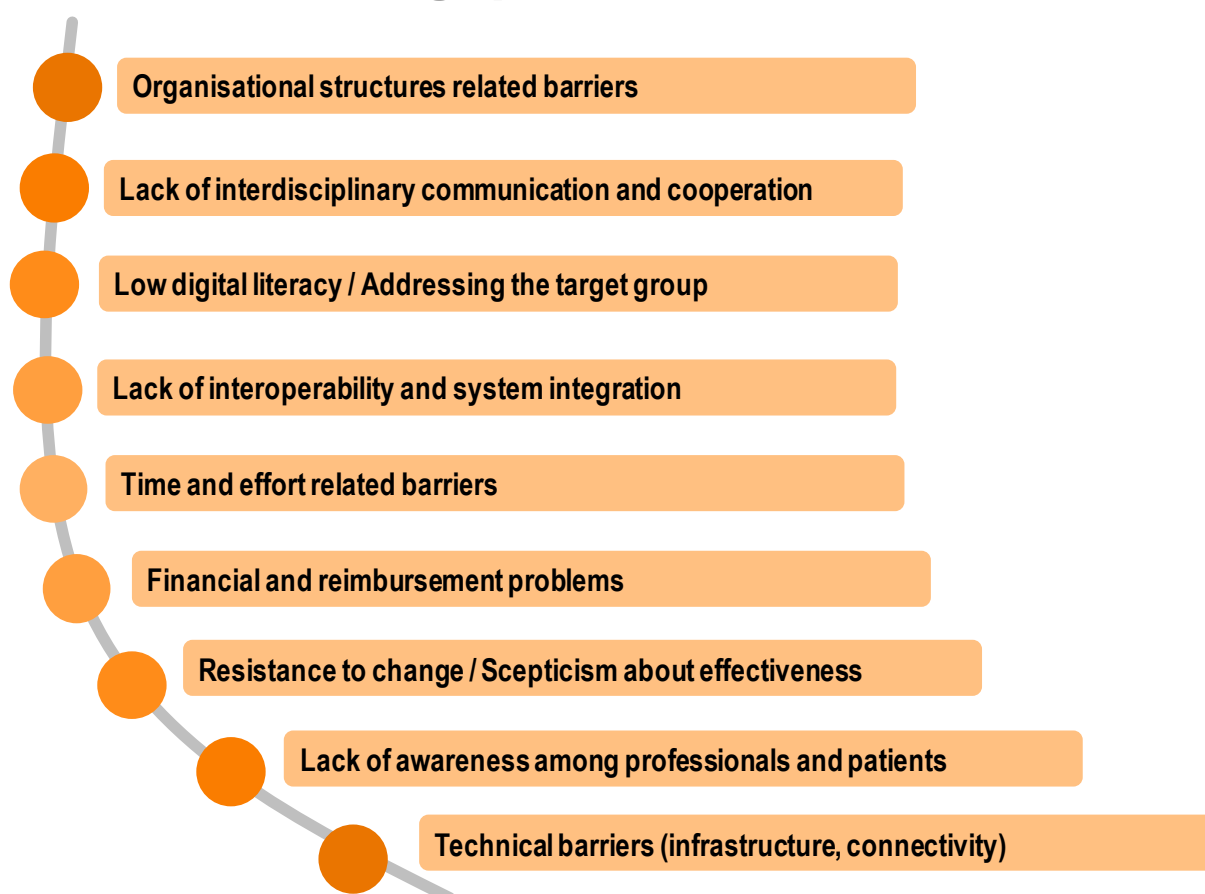 Organisational structures related barriers
Lack of interdisciplinary communication and cooperation
Low digital literacy / Addressing the target group
Lack of interoperability and system integration
Time and effort related barriers
Financial and reimbursement problems
Resistance to change / Scepticism about effectiveness
Lack of awareness among professionals and patients
Technical barriers (infrastructure, connectivity)